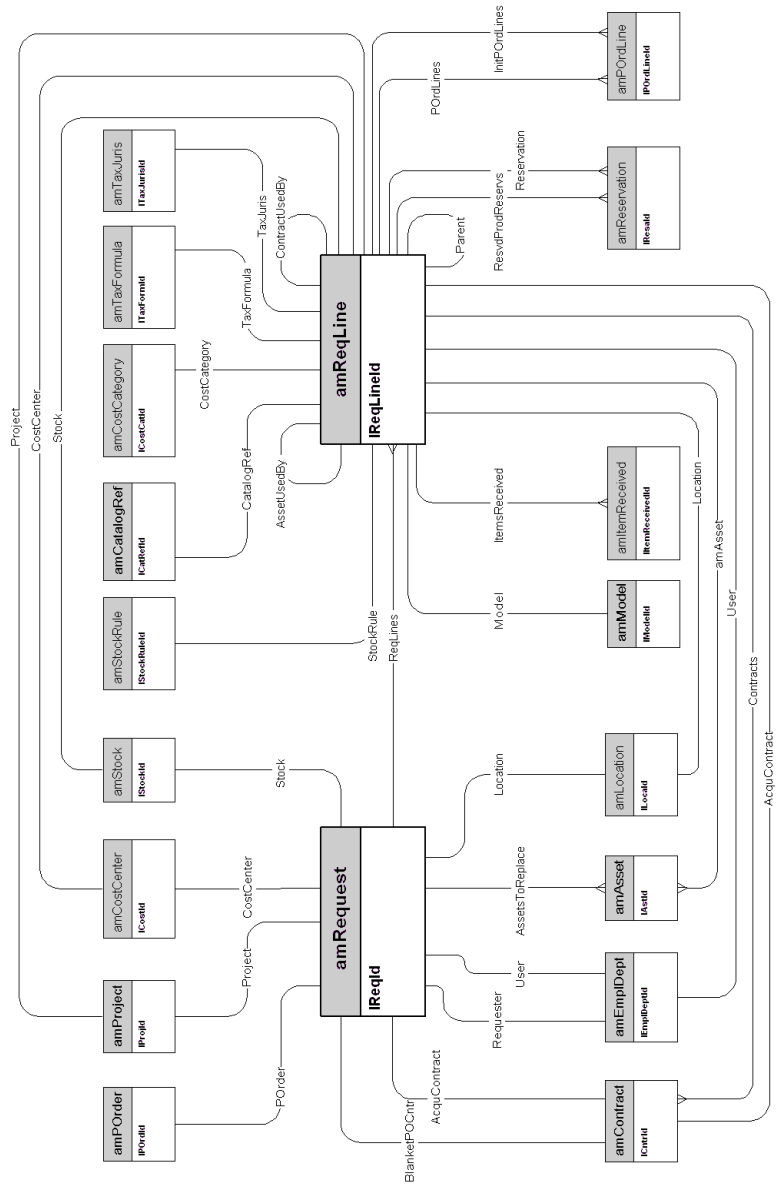 Project
CostCenter
Stock
amPOrder
lPOrdId
amProject
lProjId
amCostCenter
lCostId
amStock
lStockId
amStockRule
lStockRuleId
amCatalogRef
lCatRefId
amCostCategory
lCostCatId
amTaxFormula
lTaxFormId
amTaxJuris
lTaxJurisId
POrder
Project
CostCenter
Stock
CatalogRef
AssetUsedBy
CostCategory
TaxFormula
TaxJuris
ContractUsedBy
amRequest
lReqId
amReqLine
lReqLineId
StockRule
ReqLines
BlanketPOCntr
AcquContract
Requester
User
AssetsToReplace
Location
Model
ItemsReceived
Parent
ResvdProdReservs
Reservation
POrdLines
InitPOrdLines
amContract
lCntrId
amEmplDept
lEmplDeptId
amAsset
lAstId
amLocation
lLocaId
amModel
lModelId
amItemReceived
lItemReceivedId
amReservation
lResaId
amPOrdLine
lPOrdLineId
Location
amAsset
User
Contracts
AcquContract